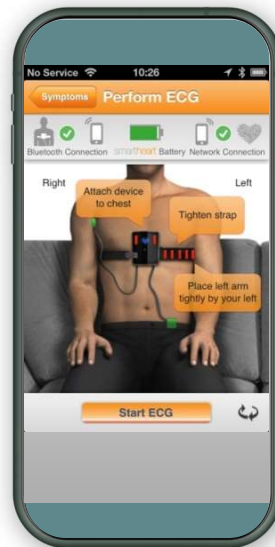 No Service 10:26
Symptoms Perform ECG
Bluetooth Connection smartheart Battery Network Connection
Right Left
Attach device
to chest
Tighten strap
Place left arm
tightly by your left
Start ECG